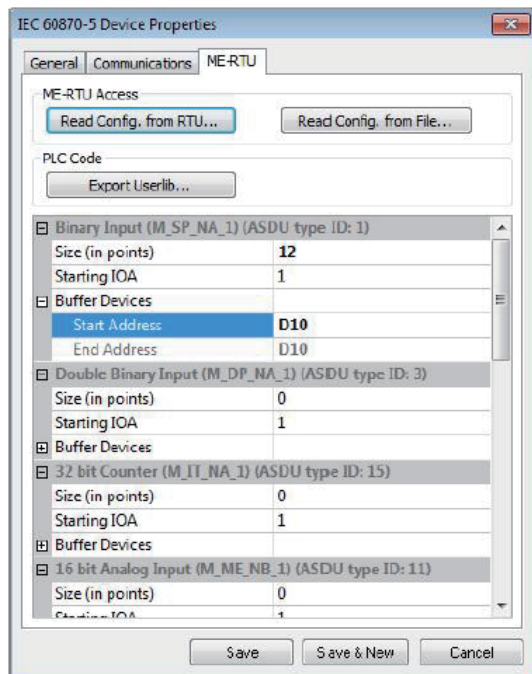 IEC 60870-5 Device Properties
General Communications ME-RTU
ME-RTU Access
Read Config. from RTU... Read Config. from File...
PLC Code
Export Userlib...
Binary Input (M_SP_NA_1) (ASDU type ID: 1)
Size (in points) 12
Starting IOA 1
Buffer Devices
Start Address D10
End Address D10
Double Binary Input (M_DP_NA_1) (ASDU type ID: 3)
Size (in points) 0
Starting IOA 1
Buffer Devices
32 bit Counter (M_IT_NA_1) (ASDU type ID: 15)
Size (in points) 0
Starting IOA 1
Buffer Devices
16 bit Analog Input (M_ME_NB_1) (ASDU type ID: 11)
Size (in points) 0
Starting IOA 1
Save Save & New Cancel